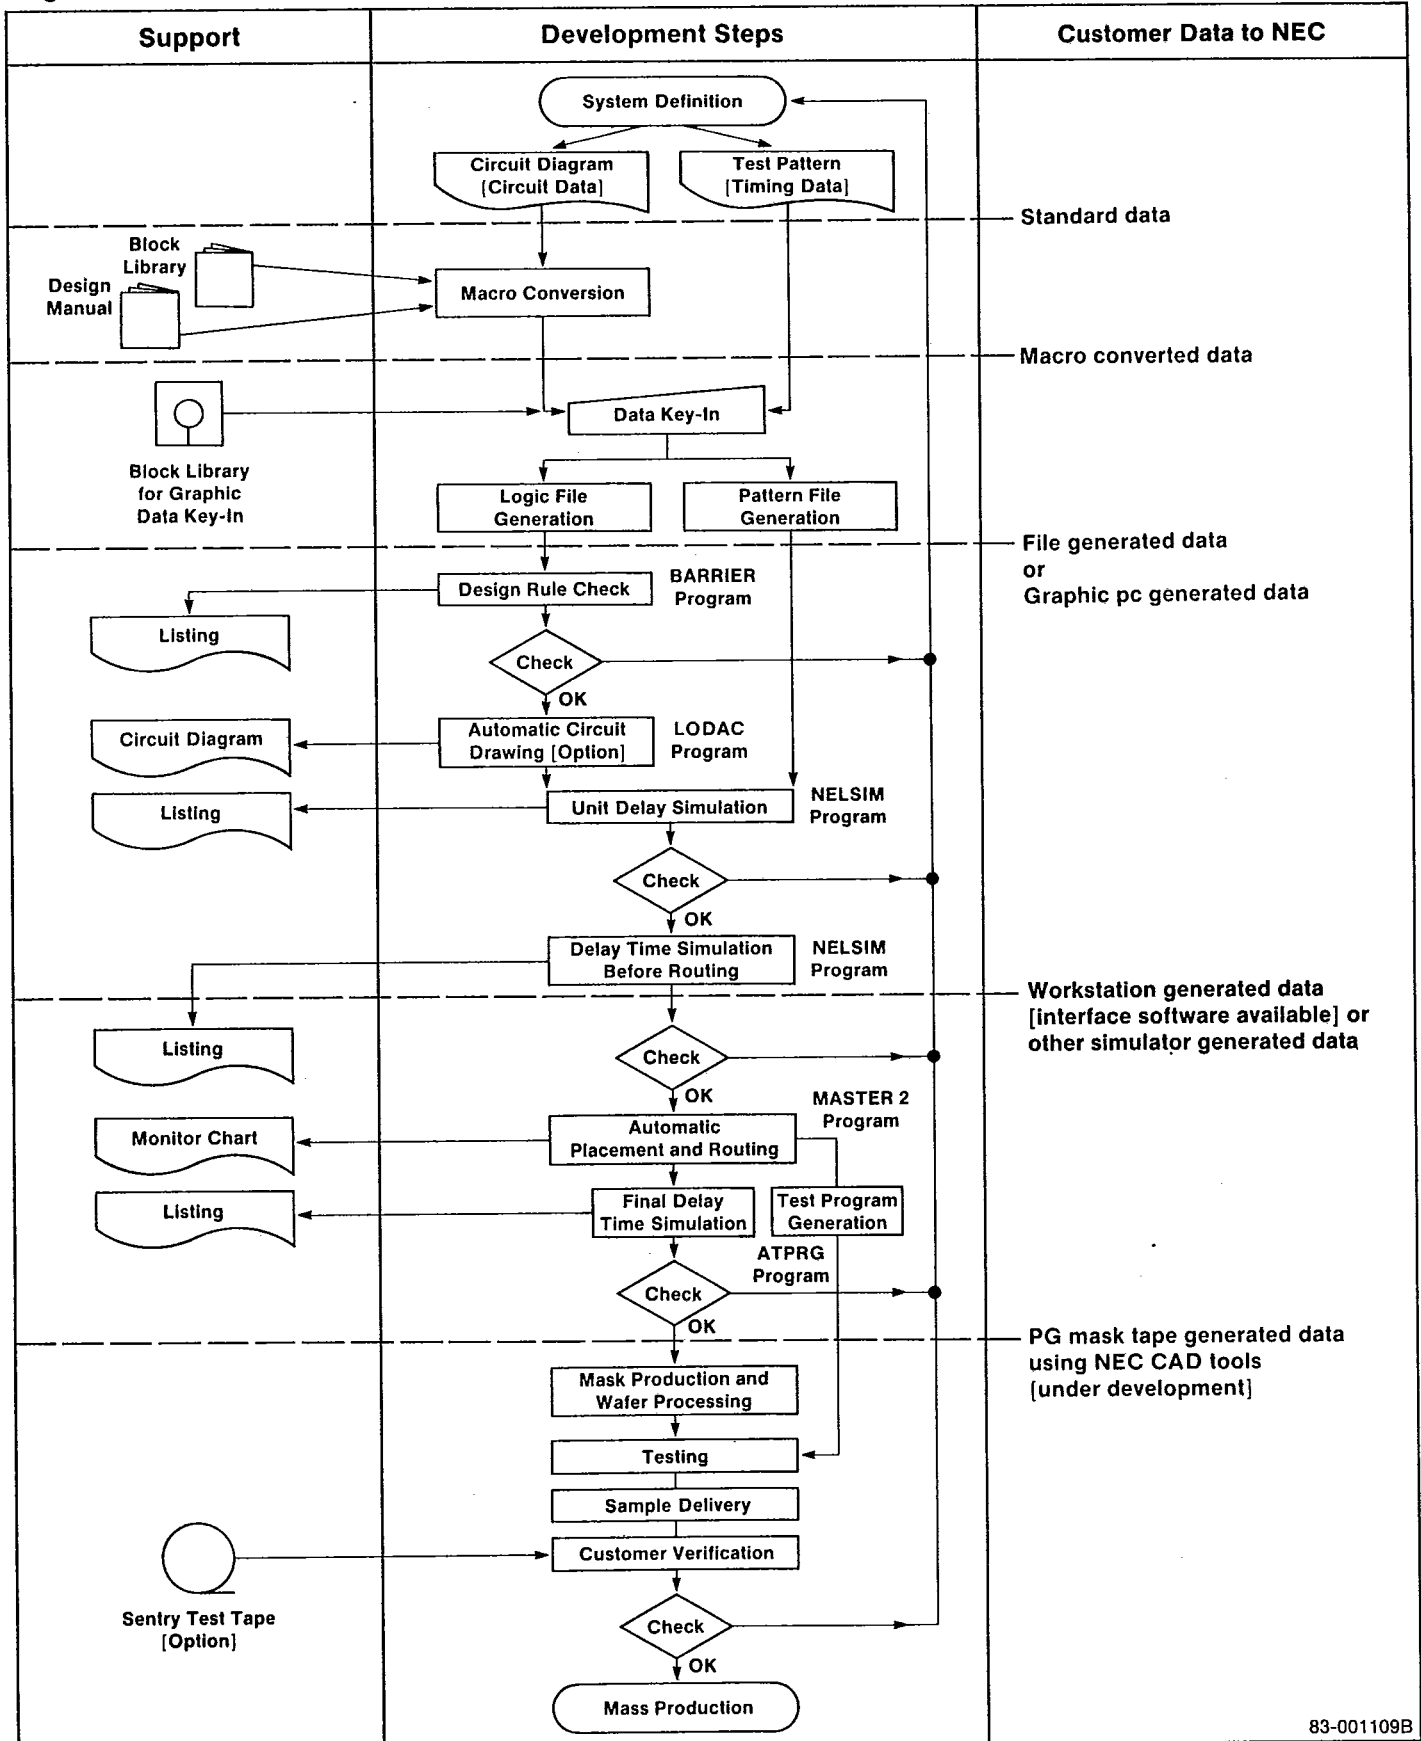 Support
Development Steps
Customer Data to NEC
System Definition
Circuit Diagram
[Circuit Data]
Test Pattern
[Timing Data]
Standard data
Block
Library
Design
Manual
Macro Conversion
Macro converted data
Data Key-In
Block Library
for Graphic
Data Key-In
Logic File
Generation
Pattern File
Generation
File generated data
or
Graphic pc generated data
Design Rule Check
BARRIER
Program
Listing
Check
OK
Circuit Diagram
Automatic Circuit
Drawing [Option]
LODAC
Program
Listing
Unit Delay Simulation
NELSIM
Program
Check
OK
Delay Time Simulation
Before Routing
NELSIM
Program
Workstation generated data
[interface software available] or
other simulator generated data
Listing
Check
OK
MASTER 2
Program
Monitor Chart
Automatic
Placement and Routing
Listing
Final Delay
Time Simulation
Test Program
Generation
ATPRG
Program
Check
OK
PG mask tape generated data
using NEC CAD tools
[under development]
Mask Production and
Wafer Processing
Testing
Sample Delivery
Customer Verification
Sentry Test Tape
[Option]
Check
OK
Mass Production
83-001109B